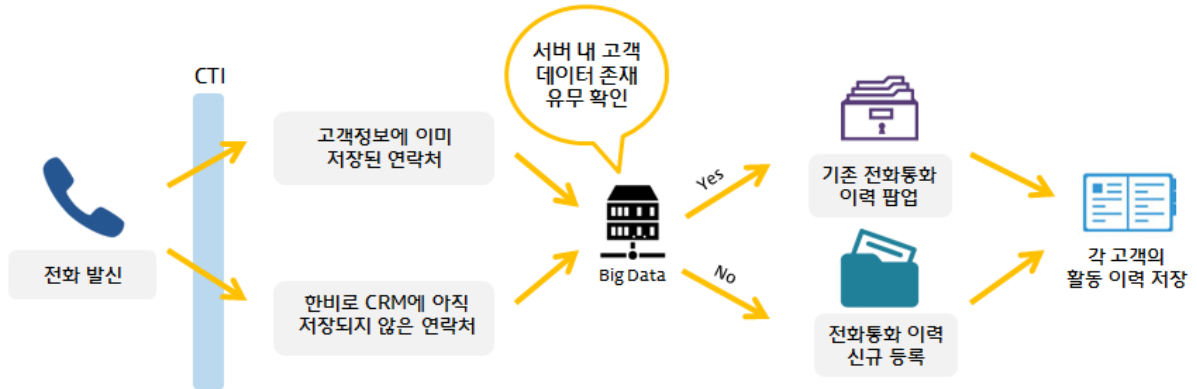 CTI
전화 발신
고객정보에 이미
저장된 연락처
한비로 CRM에 아직
저장되지 않은 연락처
서버 내 고객
데이터 존재
유무 확인
Big Data
Yes
No
기존 전화통화
이력 팝업
전화통화 이력
신규 등록
각 고객의
활동 이력 저장